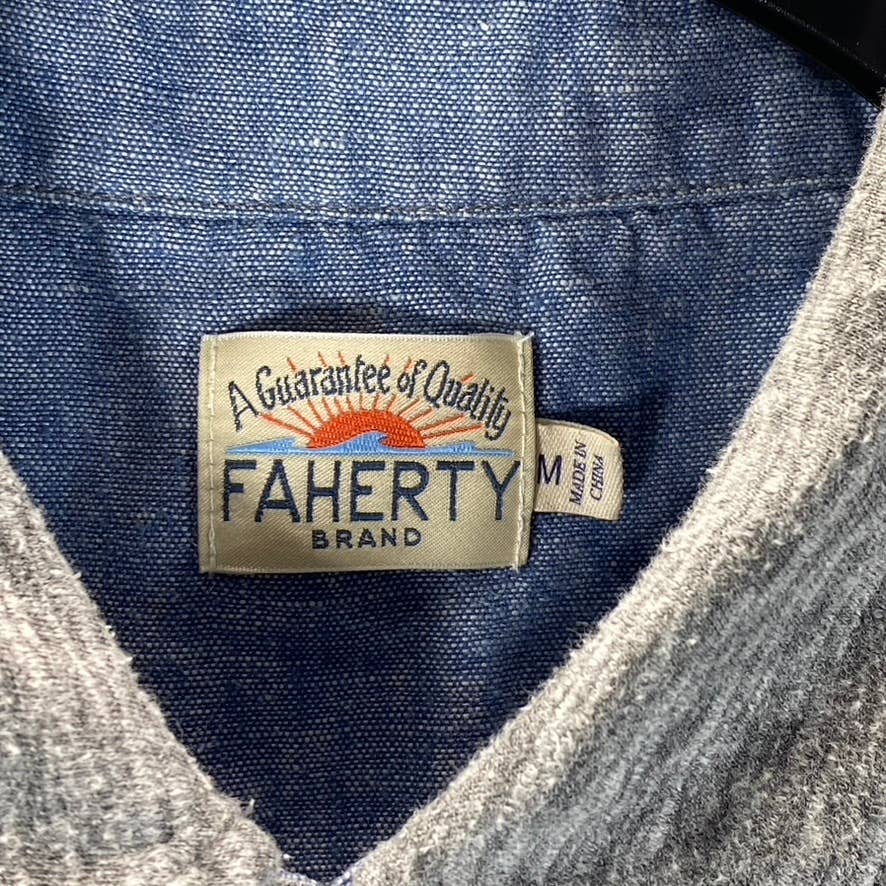 A Guarantee of Quality
FAHERTY
BRAND
M
MADE IN
CHINA